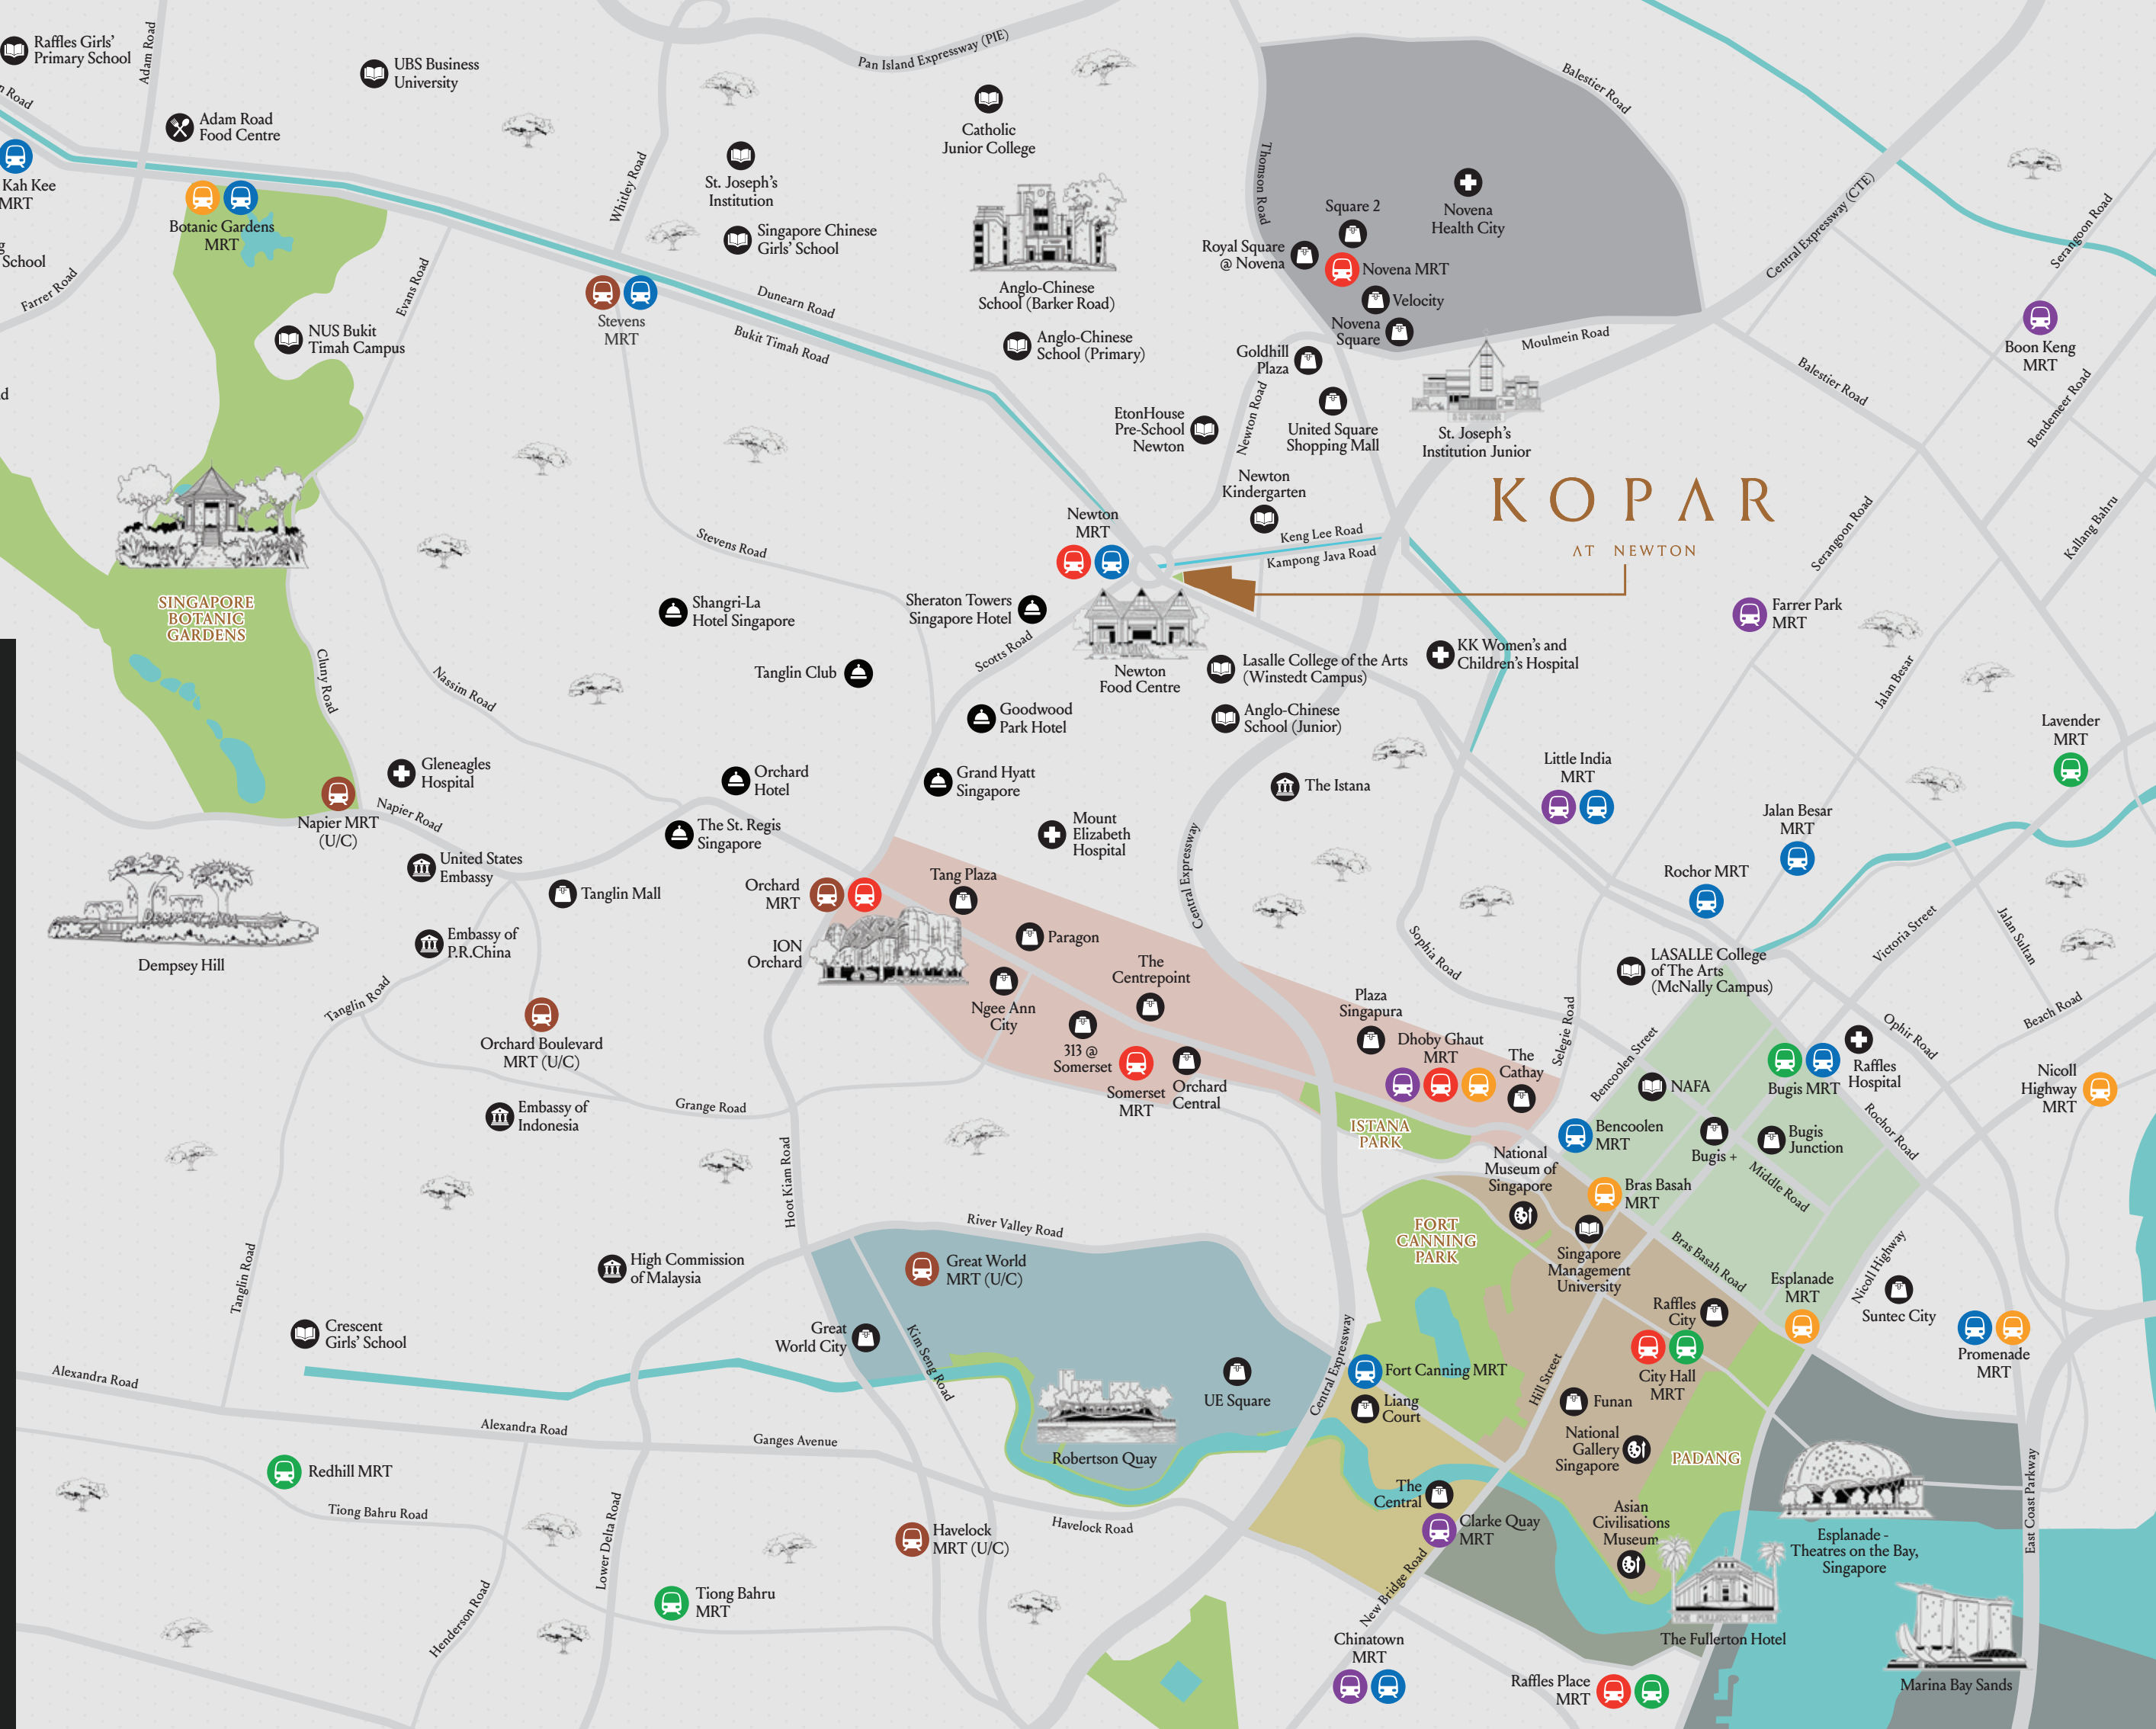 Raffles Girls'
Primary School
Adam Road
UBS Business
University
Pan Island Expressway (PIE)
Balestier Road
n Road
Adam Road
Food Centre
Catholic
Junior College
Kah Kee
MRT
Whitley Road
St. Joseph's
Institution
Thomson Road
Novena
Health City
Central Expressway (CTE)
Serangoon Road
Botanic Gardens
MRT
Singapore Chinese
Girls' School
Square 2
Royal Square
@ Novena
Novena MRT
g
School
Farrer Road
Evans Road
Anglo-Chinese
School (Barker Road)
Velocity
Novena
Square
Stevens
MRT
Dunearn Road
Bukit Timah Road
NUS Bukit
Timah Campus
Anglo-Chinese
School (Primary)
Goldhill
Plaza
Moulmein Road
Boon Keng
MRT
Balestier Road
Bendemeer Road
d
EtonHouse
Pre-School
Newton
Newton Road
United Square
Shopping Mall
St. Joseph's
Institution Junior
Newton
Kindergarten
KOPAR
AT NEWTON
Newton
MRT
Keng Lee Road
Kampong Java Road
Serangoon Road
Kallang Bahru
Stevens Road
SINGAPORE
BOTANIC
GARDENS
Shangri-La
Hotel Singapore
Sheraton Towers
Singapore Hotel
Scotts Road
NEWTON
Newton
Food Centre
Farrer Park
MRT
KK Women's and
Children's Hospital
Lasalle College of the Arts
(Winstedt Campus)
Tanglin Club
Cluny Road
Nassim Road
Jalan Besar
Goodwood
Park Hotel
Anglo-Chinese
School (Junior)
Lavender
MRT
Gleneagles
Hospital
Orchard
Hotel
Grand Hyatt
Singapore
The Istana
Little India
MRT
Napier MRT
(U/C)
Napier Road
The St. Regis
Singapore
Mount
Elizabeth
Hospital
Central Expressway
Jalan Besar
MRT
United States
Embassy
Tanglin Mall
Orchard
MRT
Tang Plaza
Rochor MRT
Dempsey Hill
Embassy of
P.R.China
ION
Orchard
Paragon
Sophia Road
Victoria Street
Jalan Sultan
The
Centrepoint
LASALLE College
of The Arts
(McNally Campus)
Tanglin Road
Ngee Ann
City
Plaza
Singapura
Selegie Road
Bencoolen Street
Ophir Road
Beach Road
Orchard Boulevard
MRT (U/C)
313 @
Somerset
Somerset
MRT
Orchard
Central
Dhoby Ghaut
MRT
The
Cathay
NAFA
Bugis MRT
Raffles
Hospital
Nicoll
Highway
MRT
Embassy of
Indonesia
Grange Road
ISTANA
PARK
Bencoolen
MRT
Bugis +
Bugis
Junction
Rochor Road
Middle Road
Hoot Kiam Road
National
Museum of
Singapore
Bras Basah
MRT
River Valley Road
FORT
CANNING
PARK
Singapore
Management
University
Bras Basah Road
Nicoll Highway
Tanglin Road
High Commission
of Malaysia
Great World
MRT (U/C)
Esplanade
MRT
Suntec City
Raffles
City
Crescent
Girls' School
Great
World City
Kim Seng Road
Central Expressway
Promenade
MRT
Alexandra Road
Fort Canning MRT
City Hall
MRT
UE Square
Liang
Court
Hill Street
Funan
Alexandra Road
Ganges Avenue
Robertson Quay
National
Gallery
Singapore
PADANG
Redhill MRT
The
Central
East Coast Parkway
Tiong Bahru Road
Lower Delta Road
Havelock Road
Clarke Quay
MRT
Asian
Civilisations
Museum
Esplanade -
Theatres on the Bay,
Singapore
Havelock
MRT (U/C)
New Bridge Road
Henderson Road
Tiong Bahru
MRT
THE FULLERTON HOTEL
The Fullerton Hotel
Chinatown
MRT
Raffles Place
MRT
Marina Bay Sands